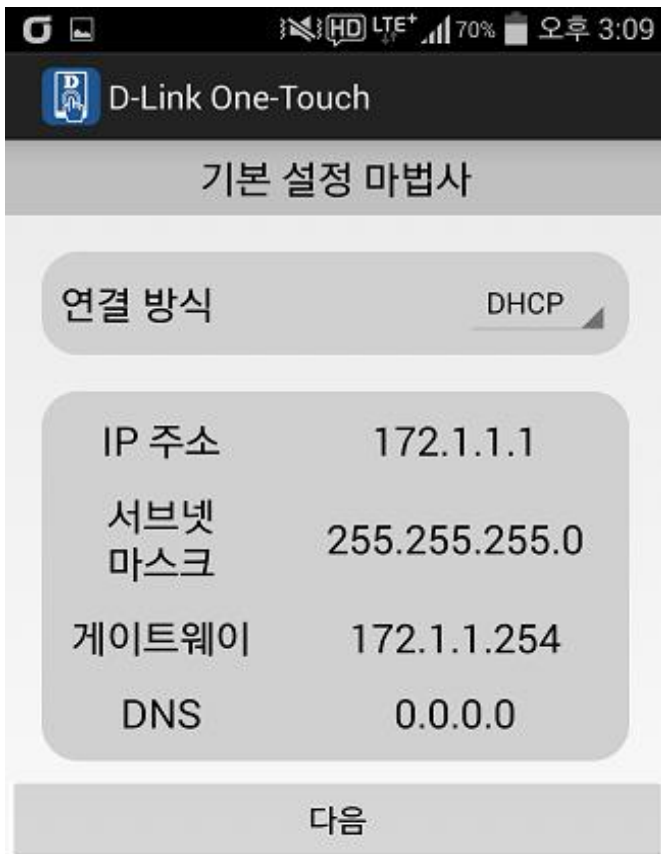 HD LTE+ 70% 오후 3:09
D-Link One-Touch
기본 설정 마법사
연결 방식 DHCP
IP 주소 172.1.1.1
서브넷
마스크 255.255.255.0
게이트웨이 172.1.1.254
DNS 0.0.0.0
다음